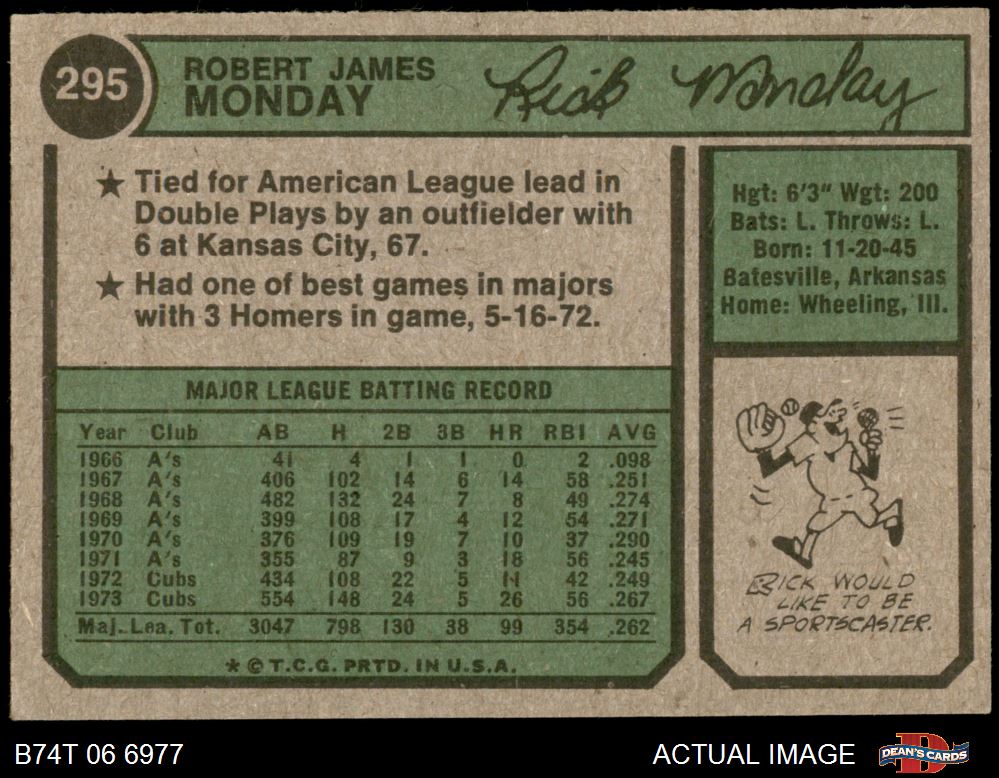 295
ROBERT JAMES
MONDAY
Rick Monday
★ Tied for American League lead in
Double Plays by an outfielder with
6 at Kansas City, 67.
★ Had one of best games in majors
with 3 Homers in game, 5-16-72.
Hgt: 6'3" Wgt: 200
Bats: L. Throws: L.
Born: 11-20-45
Batesville, Arkansas
Home: Wheeling, Ill.
MAJOR LEAGUE BATTING RECORD
Year Club AB H 2B 3B HR RBI AVG
1966 A's 41 4 1 1 0 2 .098
1967 A's 406 102 14 6 14 58 .251
1968 A's 482 132 24 7 8 49 .274
1969 A's 399 108 17 4 12 54 .271
1970 A's 376 109 19 7 10 37 .290
1971 A's 355 87 9 3 18 56 .245
1972 Cubs 434 108 22 5 11 42 .249
1973 Cubs 554 148 24 5 26 56 .267
Maj. Lea. Tot. 3047 798 130 38 99 354 .262
★ © T.C.G. PRTD. IN U.S.A.
RICK WOULD
LIKE TO BE
A SPORTSCASTER.
B74T 06 6977
ACTUAL IMAGE
D
DEAN'S CARDS